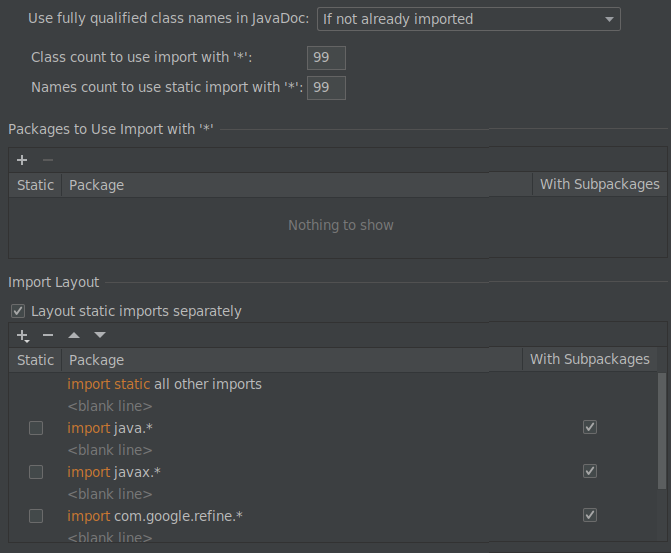 Use fully qualified class names in JavaDoc: If not already imported
Class count to use import with '*': 99
Names count to use static import with '*': 99
Packages to Use Import with '*'
Static Package With Subpackages
Nothing to show
Import Layout
Layout static imports separately
Static Package With Subpackages
import static all other imports
<blank line>
import java.*
<blank line>
import javax.*
<blank line>
import com.google.refine.*
<blank line>